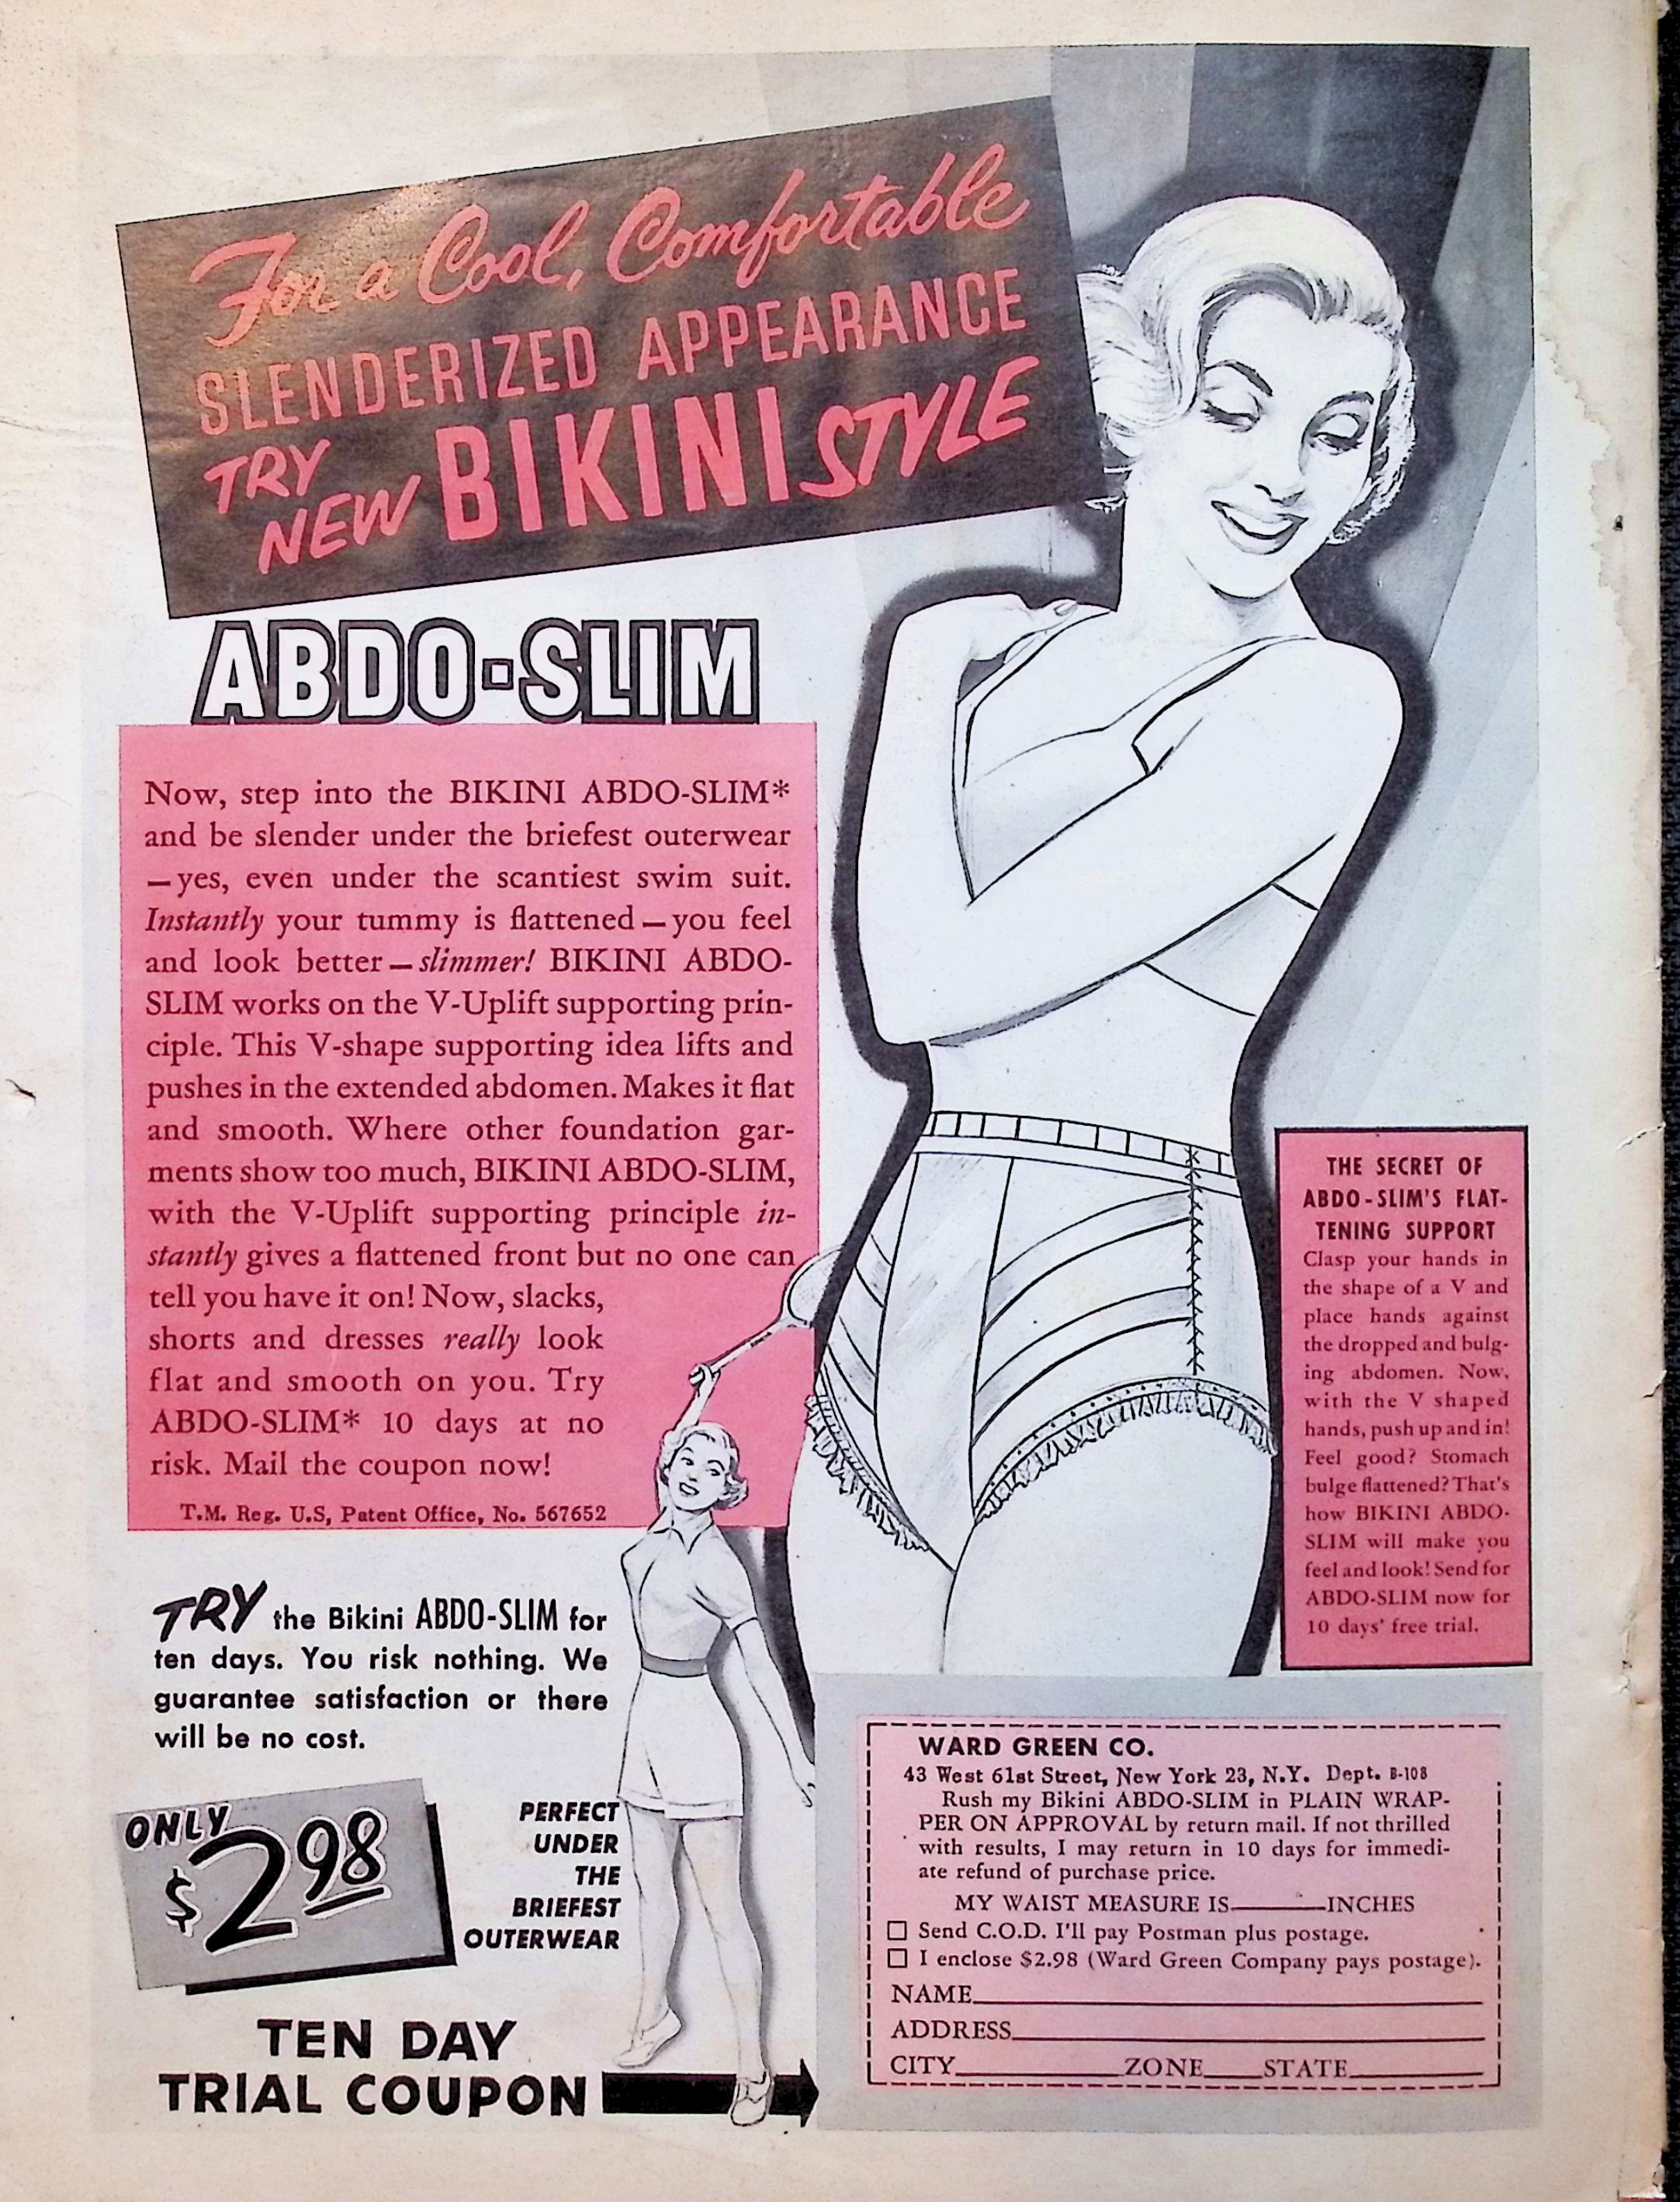 For a Cool, Comfortable
SLENDERIZED APPEARANCE
TRY
NEW BIKINI STYLE
ABDO-SLIM
Now, step into the BIKINI ABDO-SLIM*
and be slender under the briefest outerwear
—yes, even under the scantiest swim suit.
Instantly your tummy is flattened—you feel
and look better—slimmer! BIKINI ABDO-
SLIM works on the V-Uplift supporting prin-
ciple. This V-shape supporting idea lifts and
pushes in the extended abdomen. Makes it flat
and smooth. Where other foundation gar-
ments show too much, BIKINI ABDO-SLIM,
with the V-Uplift supporting principle in-
stantly gives a flattened front but no one can
tell you have it on! Now, slacks,
shorts and dresses really look
flat and smooth on you. Try
ABDO-SLIM* 10 days at no
risk. Mail the coupon now!
T.M. Reg. U.S, Patent Office, No. 567652
THE SECRET OF
ABDO-SLIM'S FLAT-
TENING SUPPORT
Clasp your hands in
the shape of a V and
place hands against
the dropped and bulg-
ing abdomen. Now,
with the V shaped
hands, push up and in!
Feel good? Stomach
bulge flattened? That's
how BIKINI ABDO-
SLIM will make you
feel and look! Send for
ABDO-SLIM now for
10 days' free trial.
TRY the Bikini ABDO-SLIM for
ten days. You risk nothing. We
guarantee satisfaction or there
will be no cost.
ONLY
$2.98
PERFECT
UNDER
THE
BRIEFEST
OUTERWEAR
TEN DAY
TRIAL COUPON
WARD GREEN CO.
43 West 61st Street, New York 23, N.Y. Dept. B-108
Rush my Bikini ABDO-SLIM in PLAIN WRAP-
PER ON APPROVAL by return mail. If not thrilled
with results, I may return in 10 days for immedi-
ate refund of purchase price.
MY WAIST MEASURE IS______INCHES
☐ Send C.O.D. I'll pay Postman plus postage.
☐ I enclose $2.98 (Ward Green Company pays postage).
NAME______
ADDRESS______
CITY______ZONE____STATE______